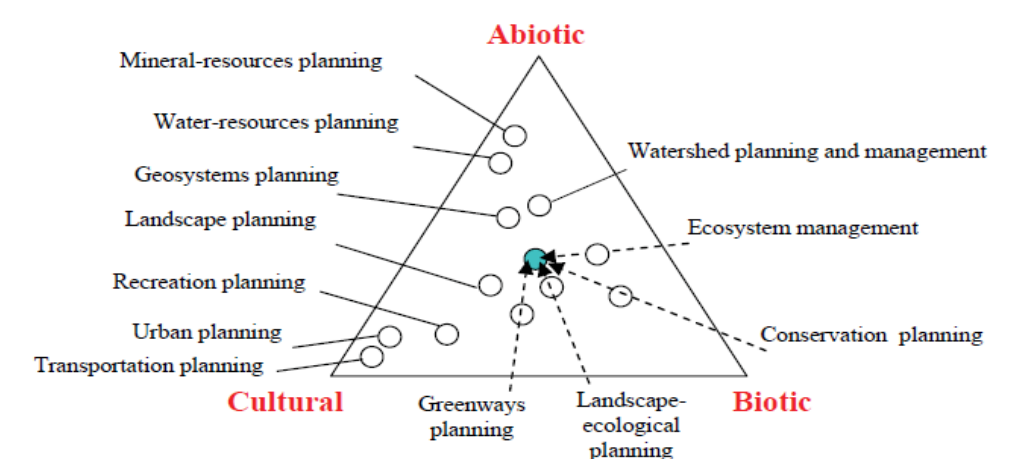 Abiotic
Mineral-resources planning
Water-resources planning
Watershed planning and management
Geosystems planning
Landscape planning
Ecosystem management
Recreation planning
Urban planning
Conservation  planning
Transportation planning
Cultural
Greenways
planning
Landscape-
ecological
planning
Biotic